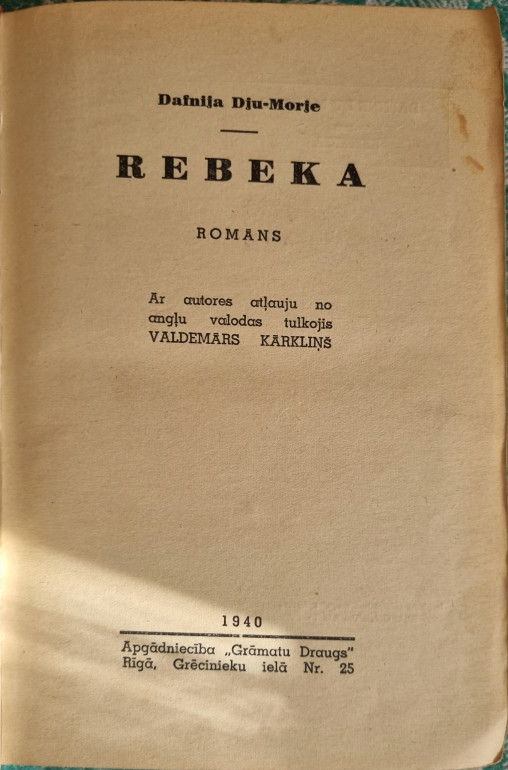 Dafnija Dju-Morje
REBEKA
ROMĀNS
Ar autores atļauju no
angļu valodas tulkojis
VALDEMĀRS KĀRKLIŅŠ
1940
Apgādniecība „Grāmatu Draugs"
Rīgā, Grēcinieku ielā Nr. 25